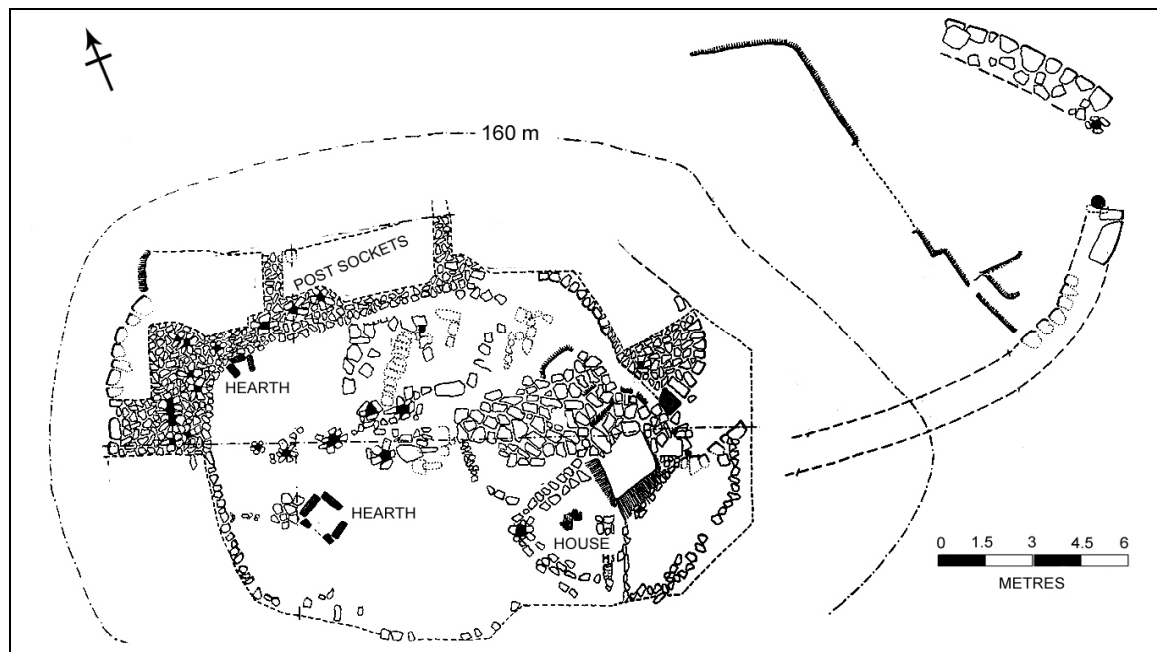 160 m
POST SOCKETS
HEARTH
HEARTH
HOUSE
0 1.5 3 4.5 6
METRES